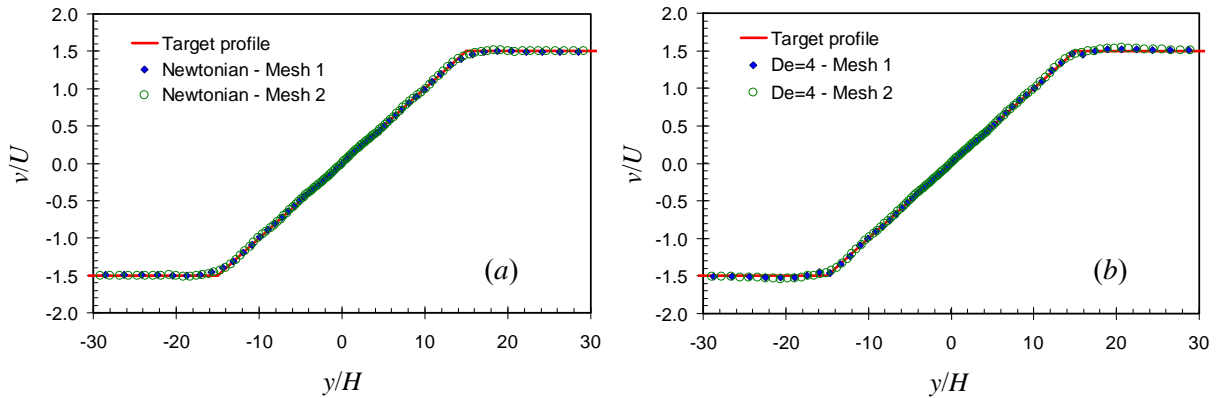 2.0
1.5
1.0
0.5
0.0
-0.5
-1.0
-1.5
-2.0
v/U
Target profile
Newtonian - Mesh 1
Newtonian - Mesh 2
(a)
-30 -20 -10 0 10 20 30
y/H
2.0
1.5
1.0
0.5
0.0
-0.5
-1.0
-1.5
-2.0
v/U
Target profile
De=4 - Mesh 1
De=4 - Mesh 2
(b)
-30 -20 -10 0 10 20 30
y/H